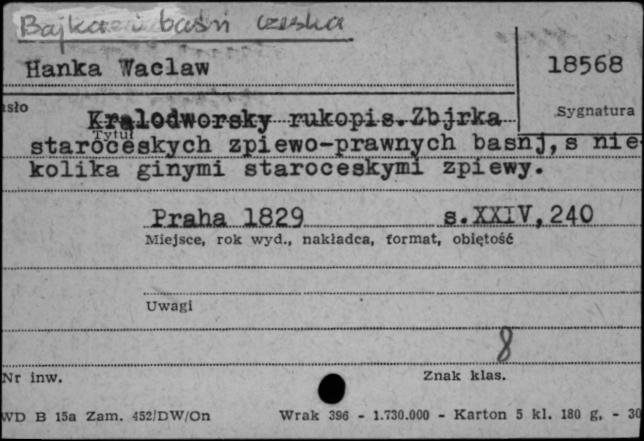 Bajka i baśń czeska
Hanka Waclaw
18568
asło
Sygnatura
Kralodworsky rukopis.Zbjrka
Tytuł
staroceskych zpiewo-prawnych basnj,s nie-
kolika ginymi staroceskymi zpiewy.
Praha 1829 s.XXIV,240
Miejsce, rok wyd., nakładca, format, objętość
Uwagi
8
Nr inw.
Znak klas.
WD B 15a Zam. 452/DW/On Wrak 396 - 1.730.000 - Karton 5 kl. 180 g, - 30